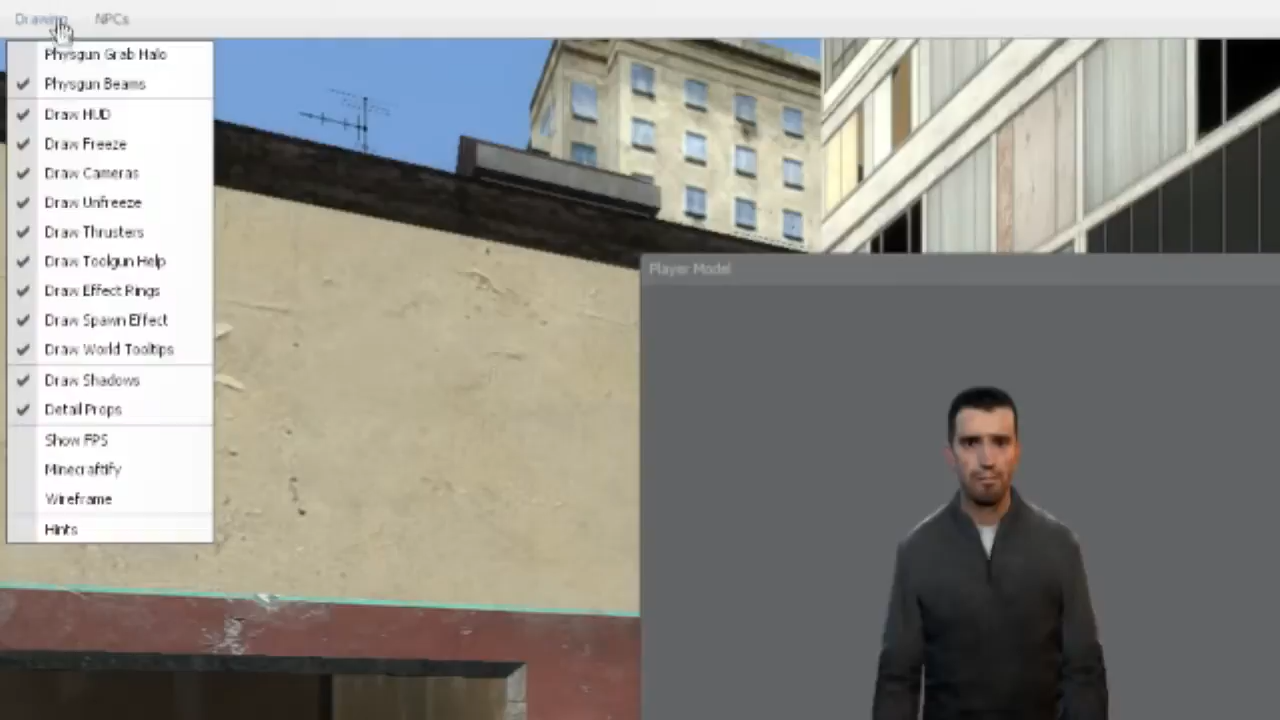 Drawing NPCs
Physgun Grab Halo
Physgun Beams
Draw HUD
Draw Freeze
Draw Cameras
Draw Unfreeze
Draw Thrusters
Draw Toolgun Help
Draw Effect Rings
Draw Spawn Effect
Draw World Tooltips
Draw Shadows
Detail Props
Show FPS
Minecraftify
Wireframe
Hints
Player Model